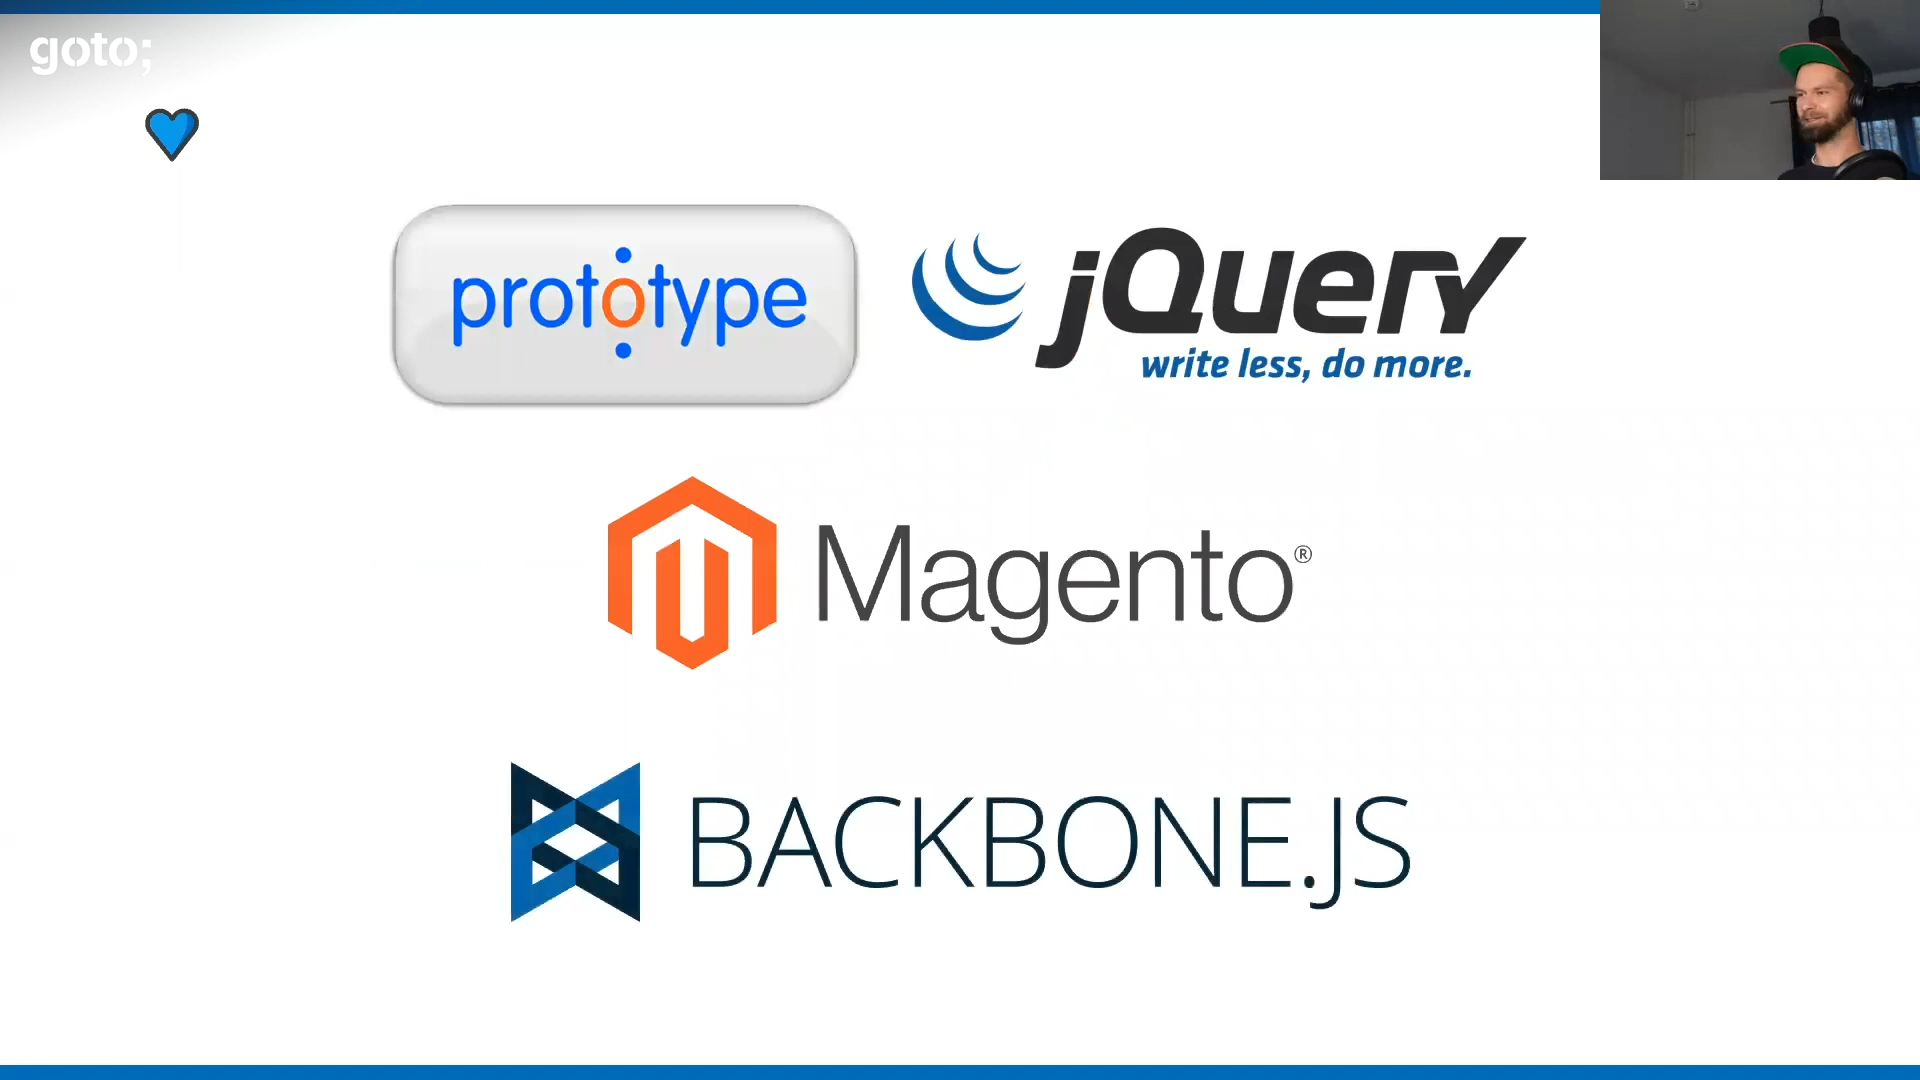 goto;
prototype
jQuery
write less, do more.
Magento®
BACKBONE.JS